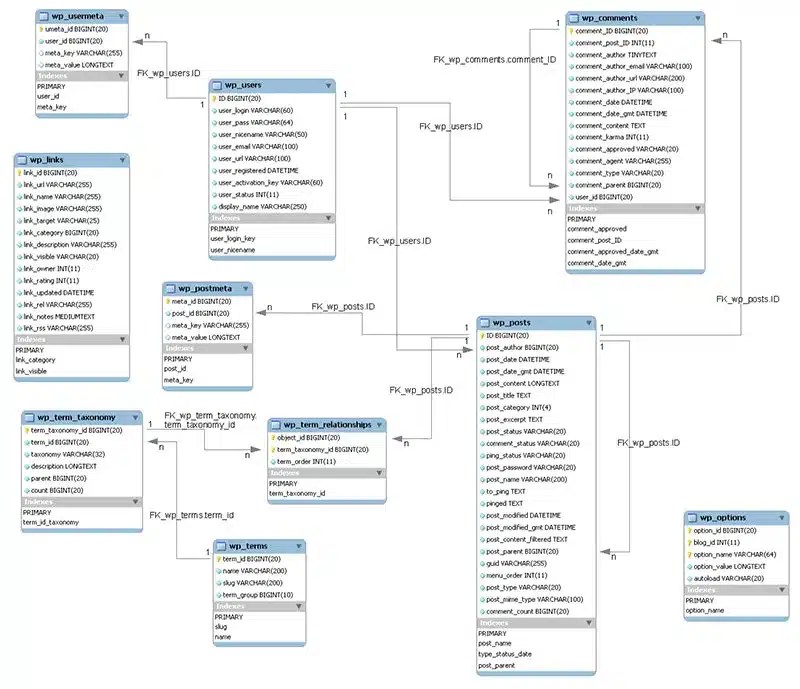 wp_usermeta
umeta_id BIGINT(20)
user_id BIGINT(20)
meta_key VARCHAR(255)
meta_value LONGTEXT
Indexes
PRIMARY
user_id
meta_key
n
FK_wp_users.ID
1
wp_users
ID BIGINT(20)
user_login VARCHAR(60)
user_pass VARCHAR(64)
user_nicename VARCHAR(50)
user_email VARCHAR(100)
user_url VARCHAR(100)
user_registered DATETIME
user_activation_key VARCHAR(60)
user_status INT(11)
display_name VARCHAR(250)
Indexes
PRIMARY
user_login_key
user_nicename
1
1
FK_wp_users.ID
n
FK_wp_users.ID
n
1
FK_wp_comments.comment_ID
n
wp_comments
comment_ID BIGINT(20)
comment_post_ID INT(11)
comment_author TINYTEXT
comment_author_email VARCHAR(100)
comment_author_url VARCHAR(200)
comment_author_IP VARCHAR(100)
comment_date DATETIME
comment_date_gmt DATETIME
comment_content TEXT
comment_karma INT(11)
comment_approved VARCHAR(20)
comment_agent VARCHAR(255)
comment_type VARCHAR(20)
comment_parent BIGINT(20)
user_id BIGINT(20)
Indexes
PRIMARY
comment_approved
comment_post_ID
comment_approved_date_gmt
comment_date_gmt
n
FK_wp_posts.ID
1
wp_links
link_id BIGINT(20)
link_url VARCHAR(255)
link_name VARCHAR(255)
link_image VARCHAR(255)
link_target VARCHAR(25)
link_category BIGINT(20)
link_description VARCHAR(255)
link_visible VARCHAR(20)
link_owner INT(11)
link_rating INT(11)
link_updated DATETIME
link_rel VARCHAR(255)
link_notes MEDIUMTEXT
link_rss VARCHAR(255)
Indexes
PRIMARY
link_category
link_visible
wp_postmeta
meta_id BIGINT(20)
post_id BIGINT(20)
meta_key VARCHAR(255)
meta_value LONGTEXT
Indexes
PRIMARY
post_id
meta_key
n
FK_wp_posts.ID
1
1
FK_wp_posts.ID
n
wp_posts
ID BIGINT(20)
post_author BIGINT(20)
post_date DATETIME
post_date_gmt DATETIME
post_content LONGTEXT
post_title TEXT
post_category INT(4)
post_excerpt TEXT
post_status VARCHAR(20)
comment_status VARCHAR(20)
ping_status VARCHAR(20)
post_password VARCHAR(20)
post_name VARCHAR(200)
to_ping TEXT
pinged TEXT
post_modified DATETIME
post_modified_gmt DATETIME
post_content_filtered TEXT
post_parent BIGINT(20)
guid VARCHAR(255)
menu_order INT(11)
post_type VARCHAR(20)
post_mime_type VARCHAR(100)
comment_count BIGINT(20)
Indexes
PRIMARY
post_name
type_status_date
post_parent
1
FK_wp_posts.ID
n
wp_term_taxonomy
term_taxonomy_id BIGINT(20)
term_id BIGINT(20)
taxonomy VARCHAR(32)
description LONGTEXT
parent BIGINT(20)
count BIGINT(20)
Indexes
PRIMARY
term_id_taxonomy
1
FK_wp_term_taxonomy.
term_taxonomy_id
n
n
FK_wp_terms.term_id
1
wp_term_relationships
object_id BIGINT(20)
term_taxonomy_id BIGINT(20)
term_order INT(11)
Indexes
PRIMARY
term_taxonomy_id
wp_terms
term_id BIGINT(20)
name VARCHAR(200)
slug VARCHAR(200)
term_group BIGINT(10)
Indexes
PRIMARY
slug
name
wp_options
option_id BIGINT(20)
blog_id INT(11)
option_name VARCHAR(64)
option_value LONGTEXT
autoload VARCHAR(20)
Indexes
PRIMARY
option_name